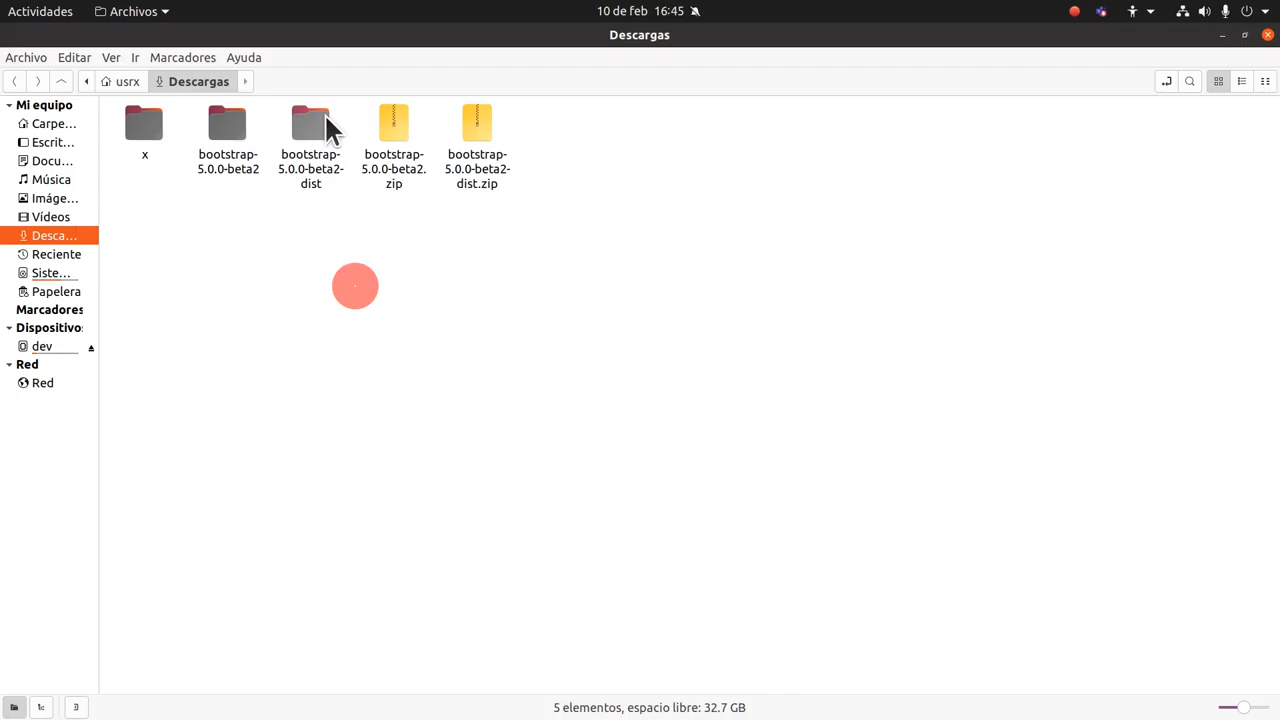 Actividades Archivos 10 de feb 16:45
Descargas
Archivo Editar Ver Ir Marcadores Ayuda
usrx Descargas
Mi equipo
Carpe...
Escrit...
Docu...
Música
Imáge...
Vídeos
Desca...
Reciente
Siste...
Papelera
Marcadores
Dispositivos
dev
Red
Red
x
bootstrap-
5.0.0-beta2
bootstrap-
5.0.0-beta2-
dist
bootstrap-
5.0.0-beta2.
zip
bootstrap-
5.0.0-beta2-
dist.zip
5 elementos, espacio libre: 32.7 GB